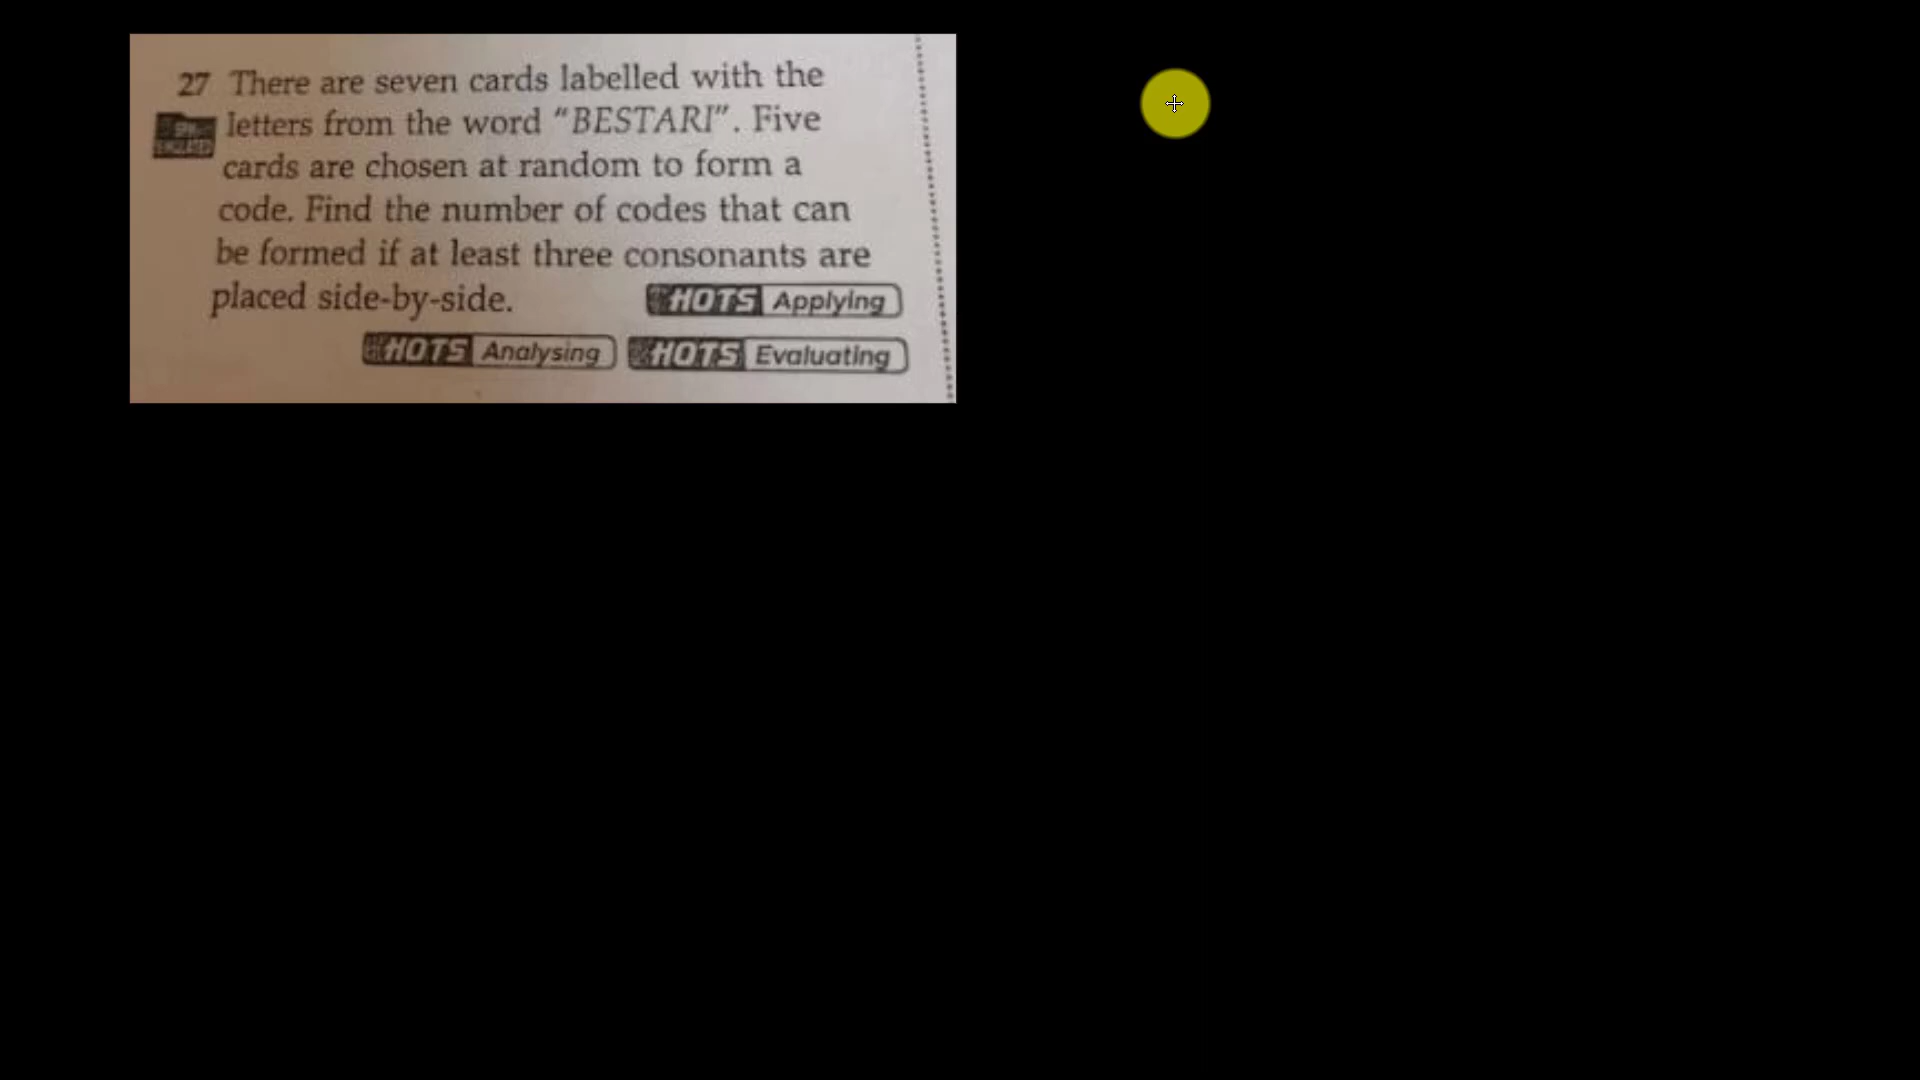 27 There are seven cards labelled with the
letters from the word "BESTARI". Five
cards are chosen at random to form a
code. Find the number of codes that can
be formed if at least three consonants are
placed side-by-side. HOTS Applying
HOTS Analysing HOTS Evaluating